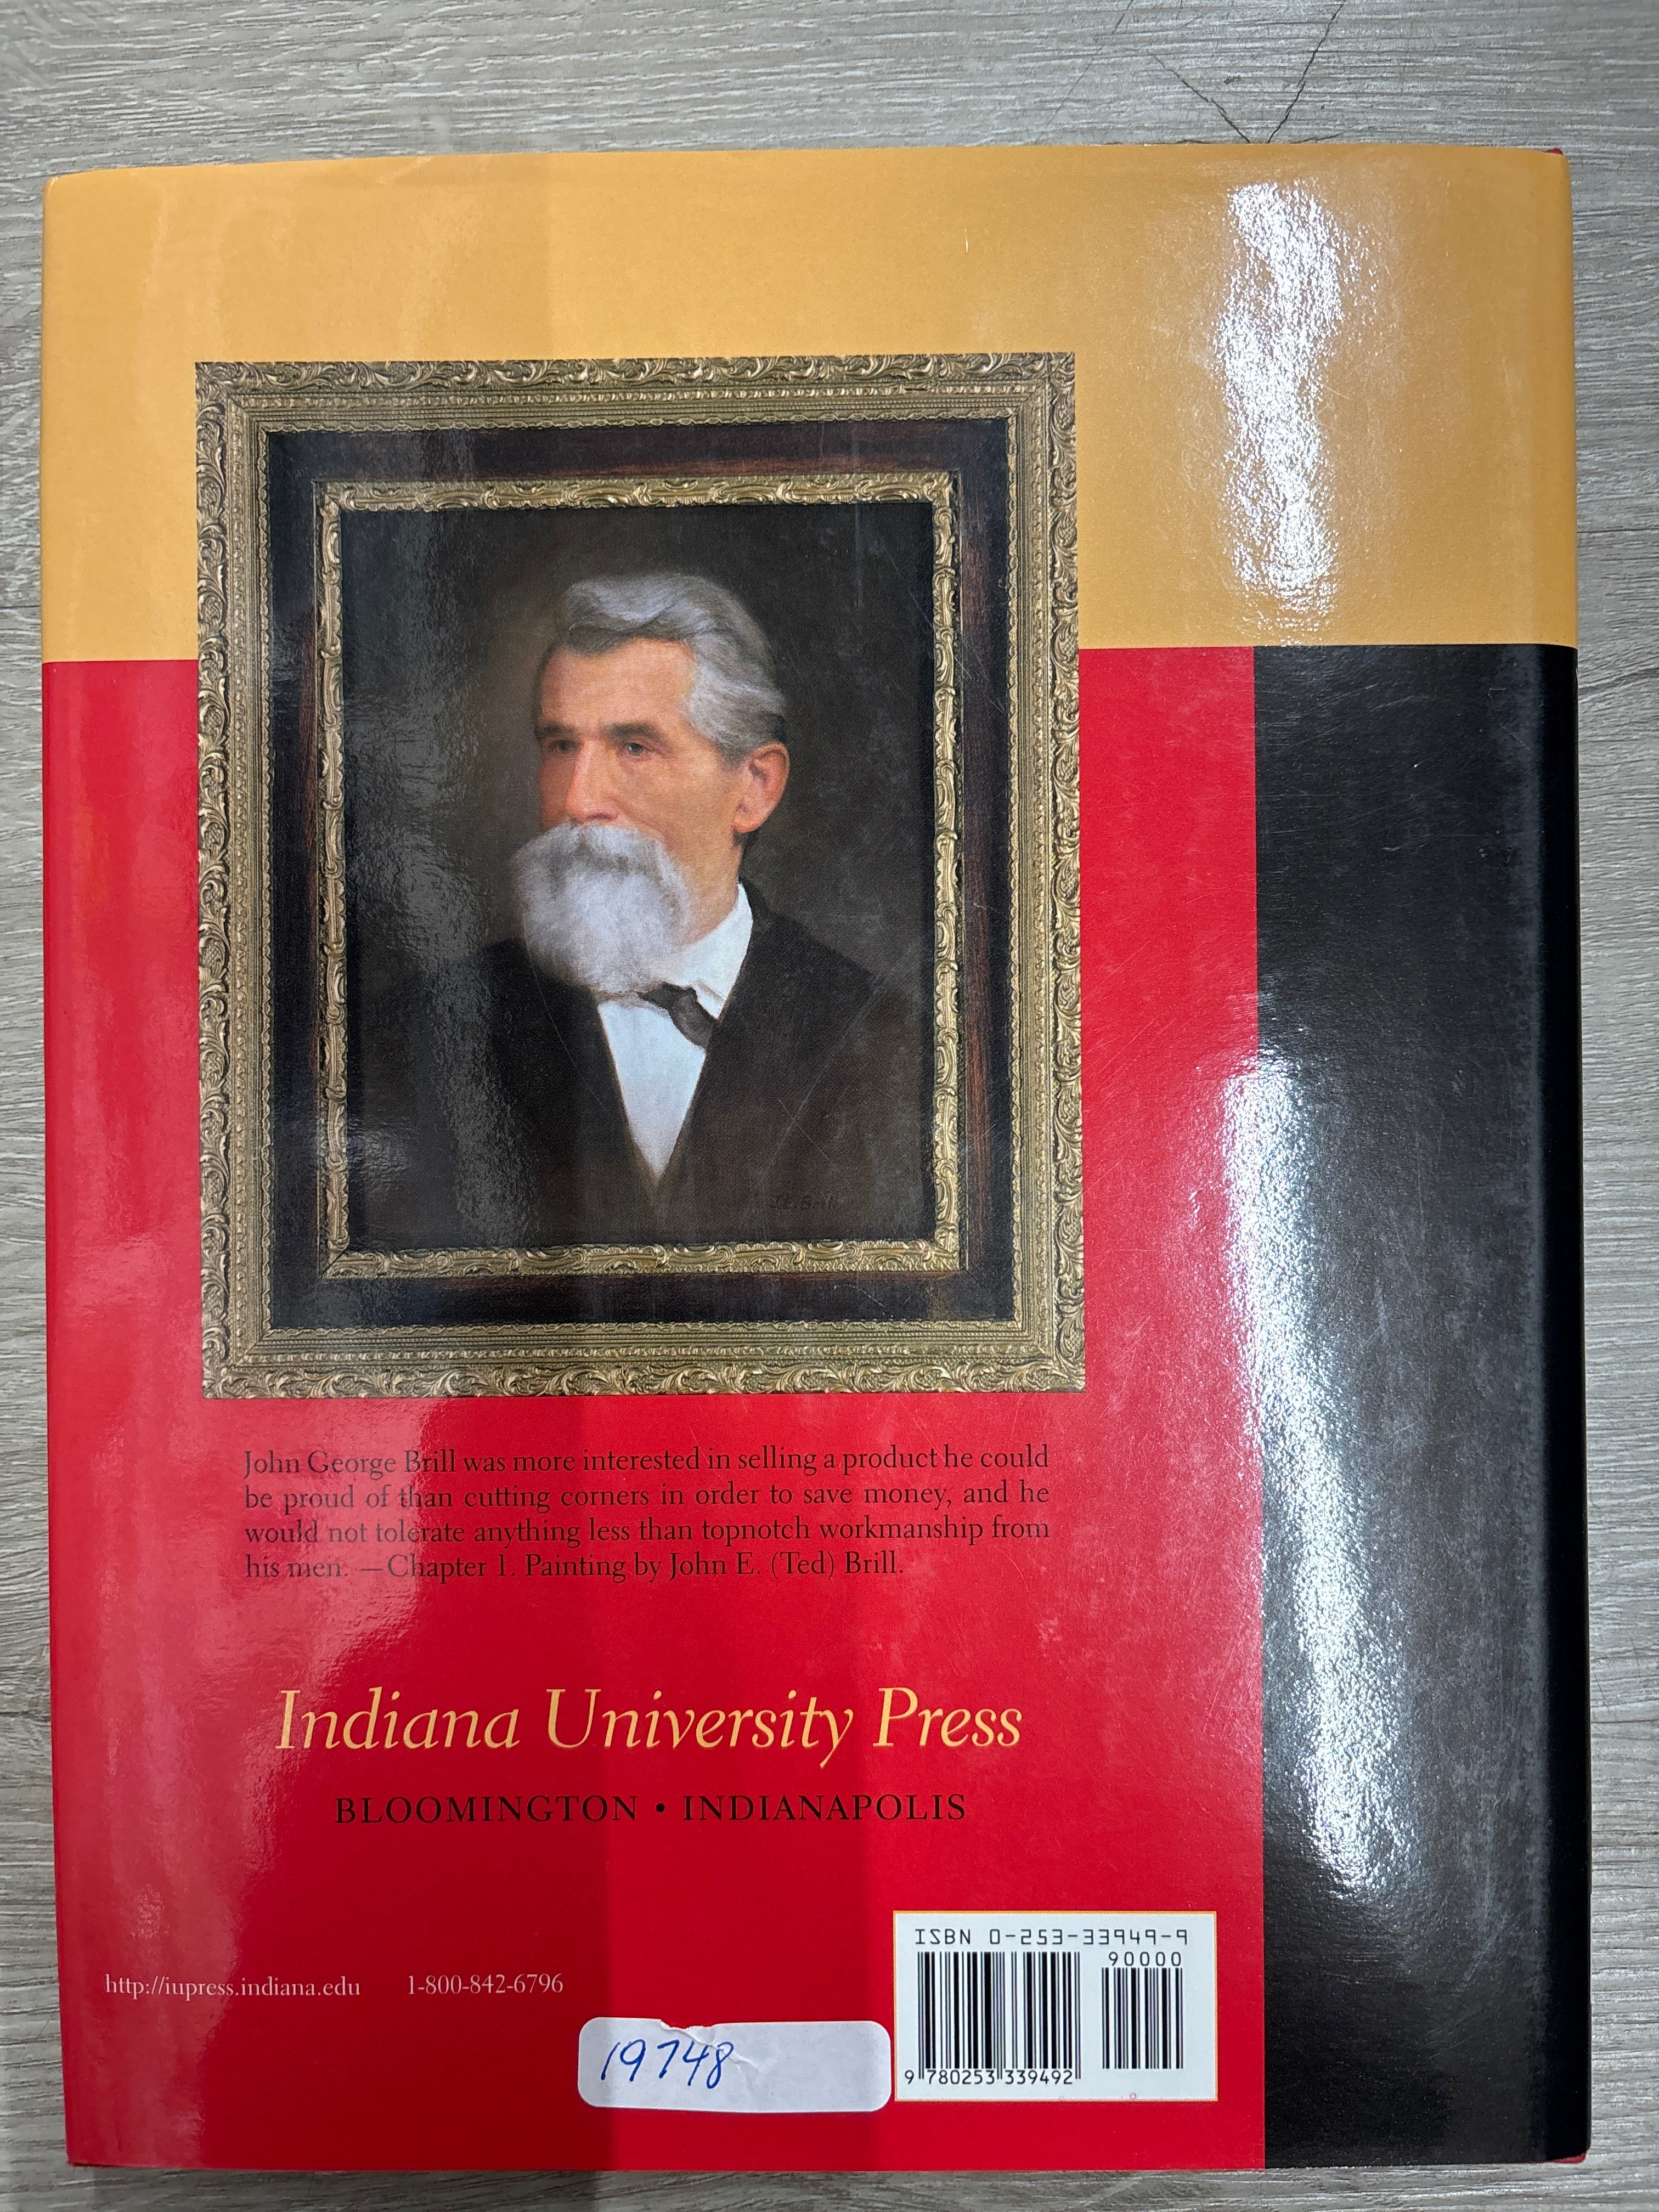 John George Brill was more interested in selling a product he could
be proud of than cutting corners in order to save money, and he
would not tolerate anything less than topnotch workmanship from
his men. —Chapter 1. Painting by John E. (Ted) Brill.
Indiana University Press
BLOOMINGTON • INDIANAPOLIS
http://iupress.indiana.edu 1-800-842-6796
ISBN 0-253-33949-9
90000
9 780253 339492
19748